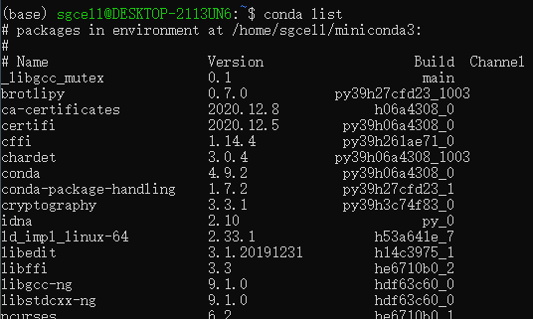 (base) sgcell@DESKTOP-2113UN6:~$ conda list
# packages in environment at /home/sgcell/miniconda3:
#
# Name Version Build Channel
_libgcc_mutex 0.1 main
brotlipy 0.7.0 py39h27cfd23_1003
ca-certificates 2020.12.8 h06a4308_0
certifi 2020.12.5 py39h06a4308_0
cffi 1.14.4 py39h261ae71_0
chardet 3.0.4 py39h06a4308_1003
conda 4.9.2 py39h06a4308_0
conda-package-handling 1.7.2 py39h27cfd23_1
cryptography 3.3.1 py39h3c74f83_0
idna 2.10 py_0
ld_impl_linux-64 2.33.1 h53a641e_7
libedit 3.1.20191231 h14c3975_1
libffi 3.3 he6710b0_2
libgcc-ng 9.1.0 hdf63c60_0
libstdcxx-ng 9.1.0 hdf63c60_0
ncurses 6.2 he6710b0_1